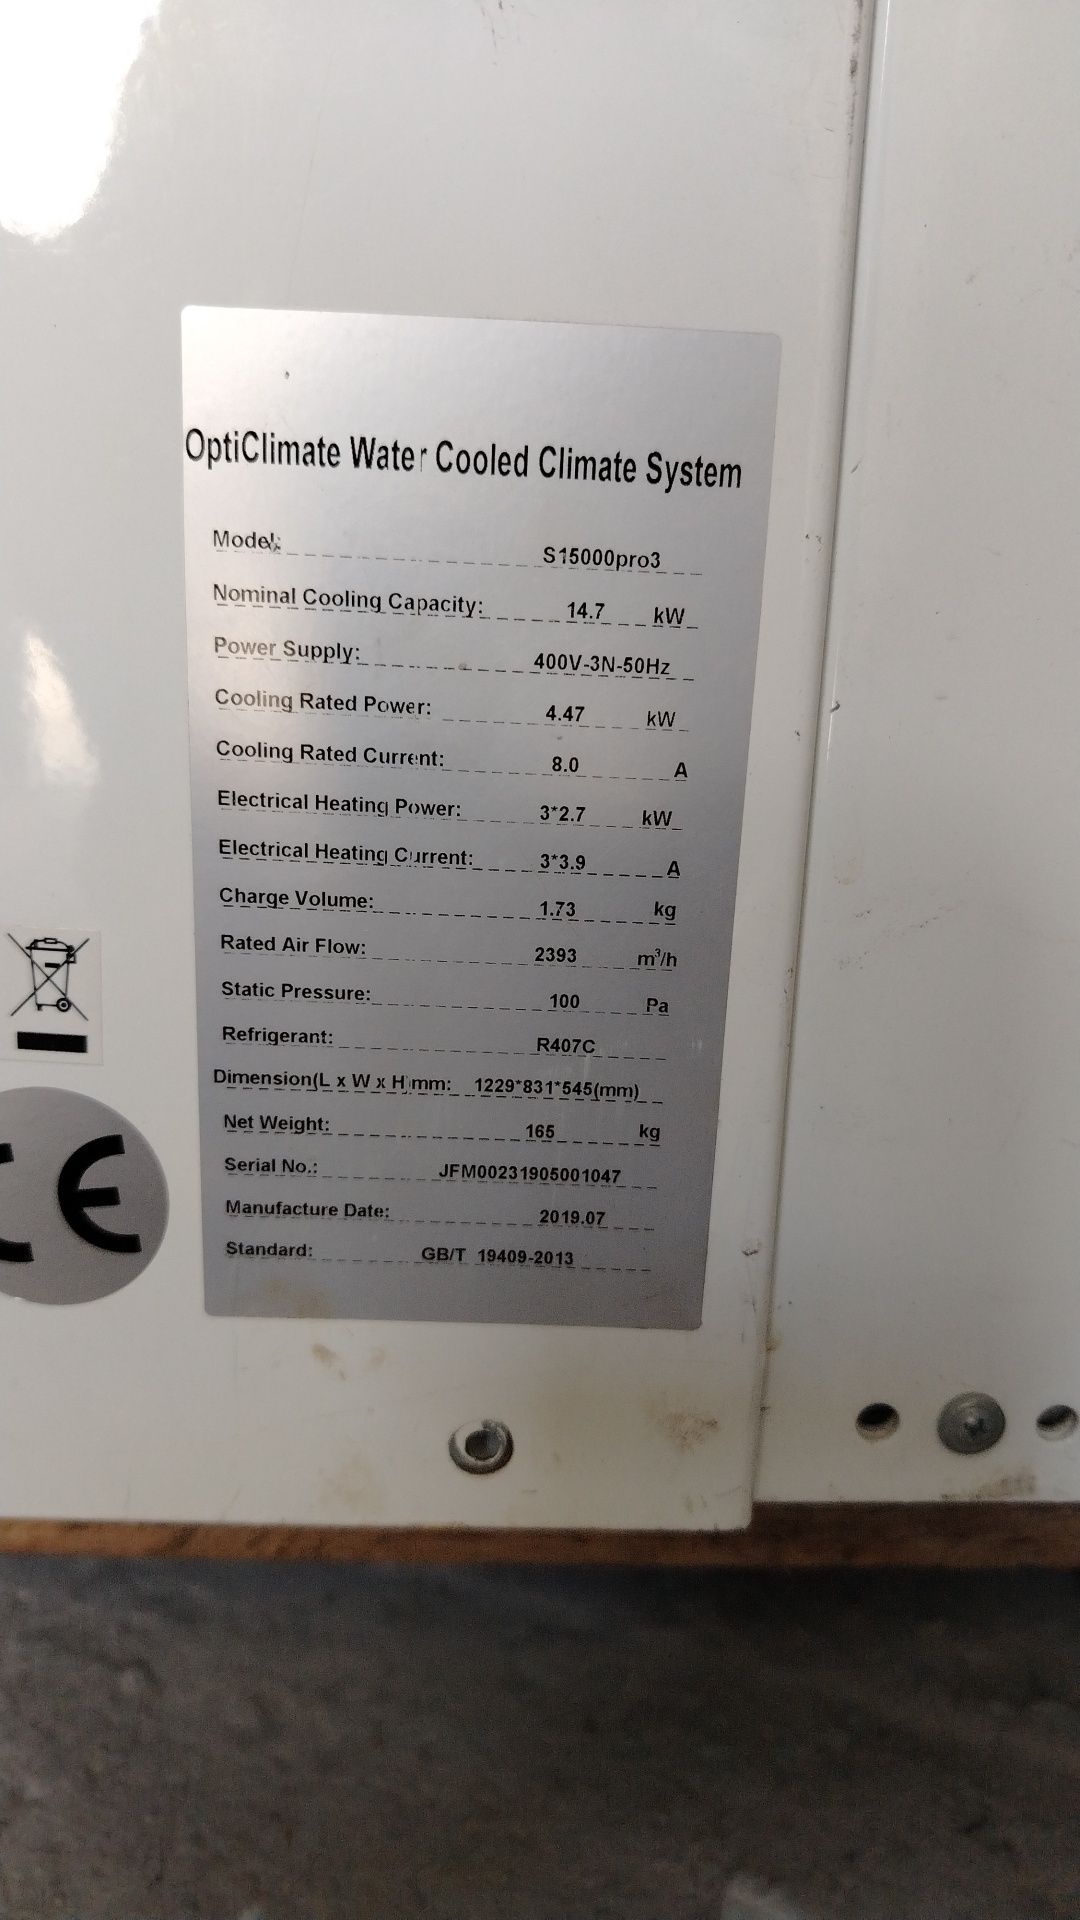 OptiClimate Water Cooled Climate System
Model: S15000pro3
Nominal Cooling Capacity: 14.7 kW
Power Supply: 400V-3N-50Hz
Cooling Rated Power: 4.47 kW
Cooling Rated Current: 8.0 A
Electrical Heating Power: 3*2.7 kW
Electrical Heating Current: 3*3.9 A
Charge Volume: 1.73 kg
Rated Air Flow: 2393 m³/h
Static Pressure: 100 Pa
Refrigerant: R407C
Dimension(L x W x H)mm: 1229*831*545(mm)
Net Weight: 165 kg
CE
Serial No.: JFM00231905001047
Manufacture Date: 2019.07
Standard: GB/T 19409-2013